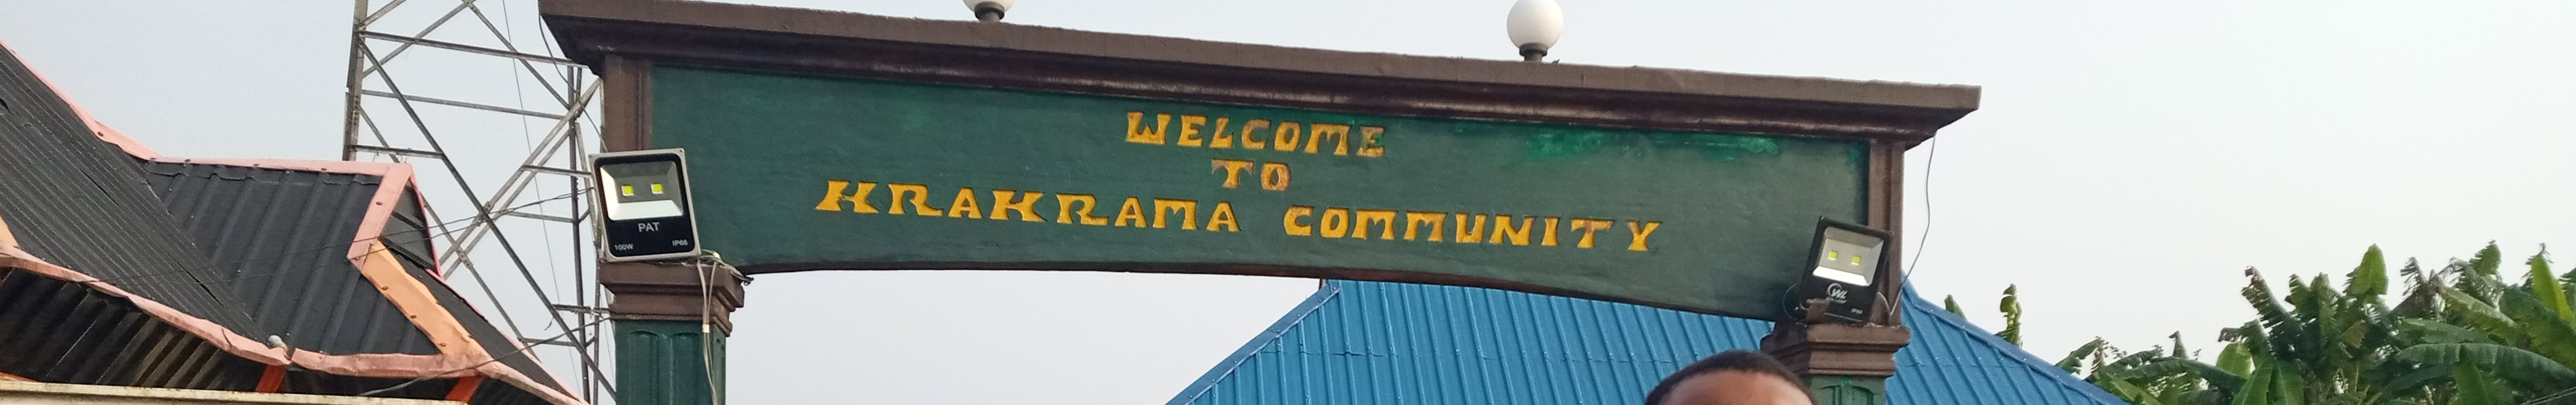 WELCOME
TO
KRAKRAMA COMMUNITY
PAT
100W IP66